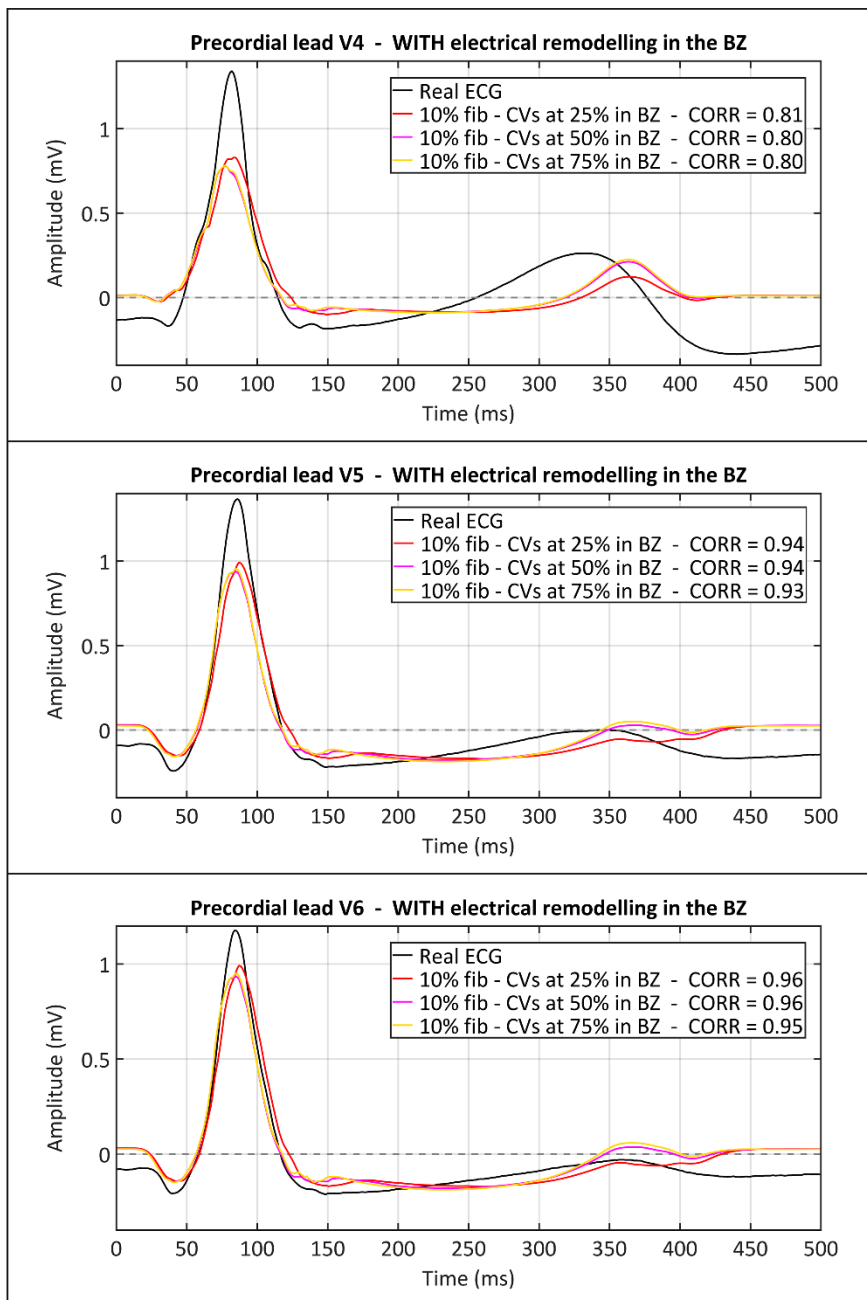 Precordial lead V4 - WITH electrical remodelling in the BZ
Real ECG
10% fib - CVs at 25% in BZ - CORR = 0.81
10% fib - CVs at 50% in BZ - CORR = 0.80
10% fib - CVs at 75% in BZ - CORR = 0.80
Amplitude (mV)
1
0.5
0
0 50 100 150 200 250 300 350 400 450 500
Time (ms)
Precordial lead V5 - WITH electrical remodelling in the BZ
Real ECG
10% fib - CVs at 25% in BZ - CORR = 0.94
10% fib - CVs at 50% in BZ - CORR = 0.94
10% fib - CVs at 75% in BZ - CORR = 0.93
Amplitude (mV)
1
0.5
0
0 50 100 150 200 250 300 350 400 450 500
Time (ms)
Precordial lead V6 - WITH electrical remodelling in the BZ
Real ECG
10% fib - CVs at 25% in BZ - CORR = 0.96
10% fib - CVs at 50% in BZ - CORR = 0.96
10% fib - CVs at 75% in BZ - CORR = 0.95
Amplitude (mV)
1
0.5
0
0 50 100 150 200 250 300 350 400 450 500
Time (ms)